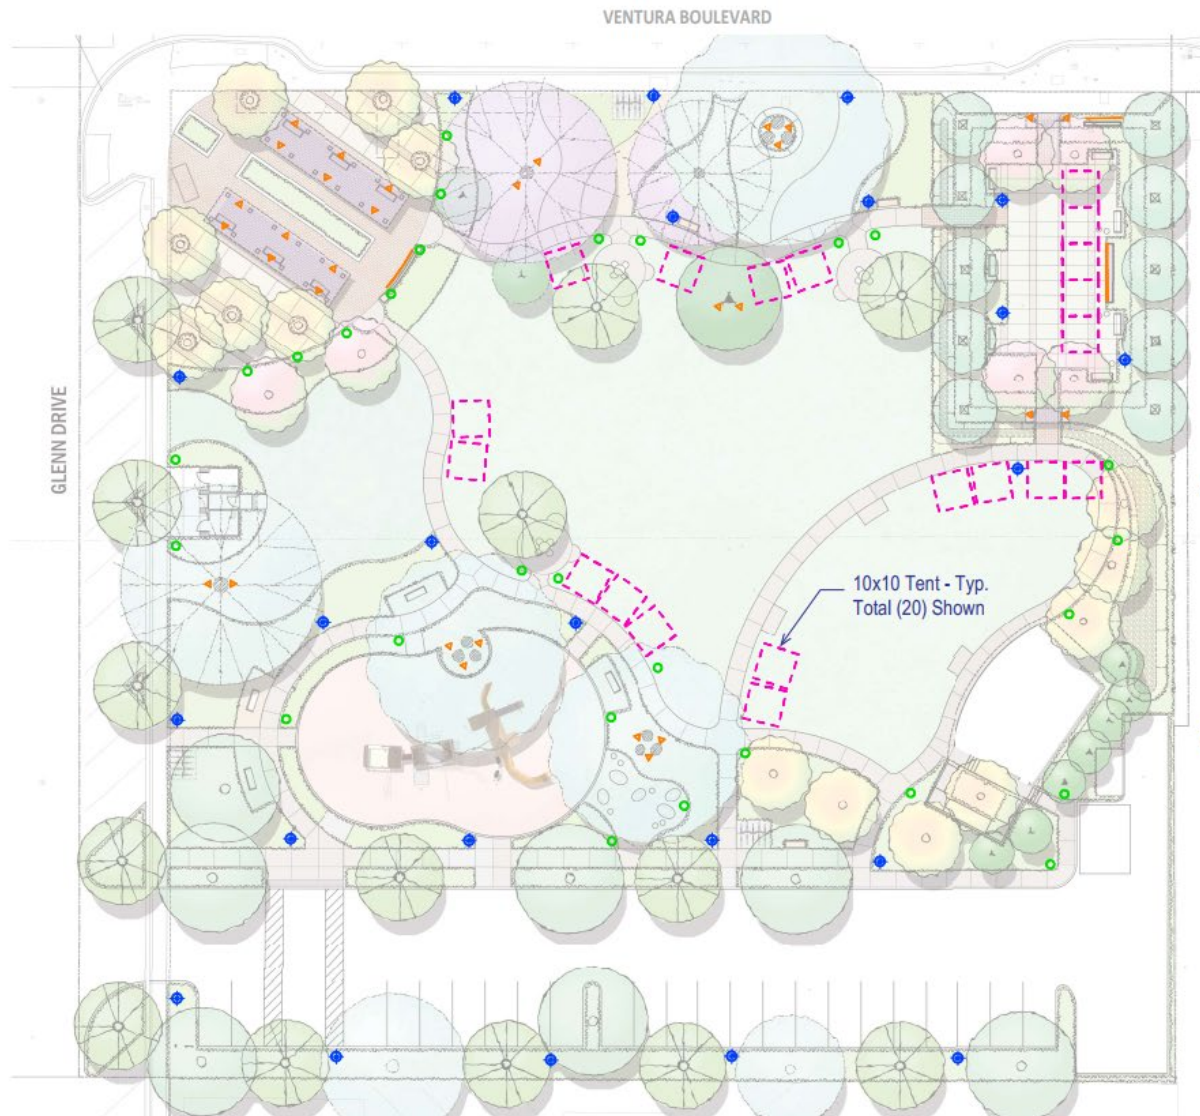 VENTURA BOULEVARD
GLENN DRIVE
10x10 Tent - Typ.
Total (20) Shown